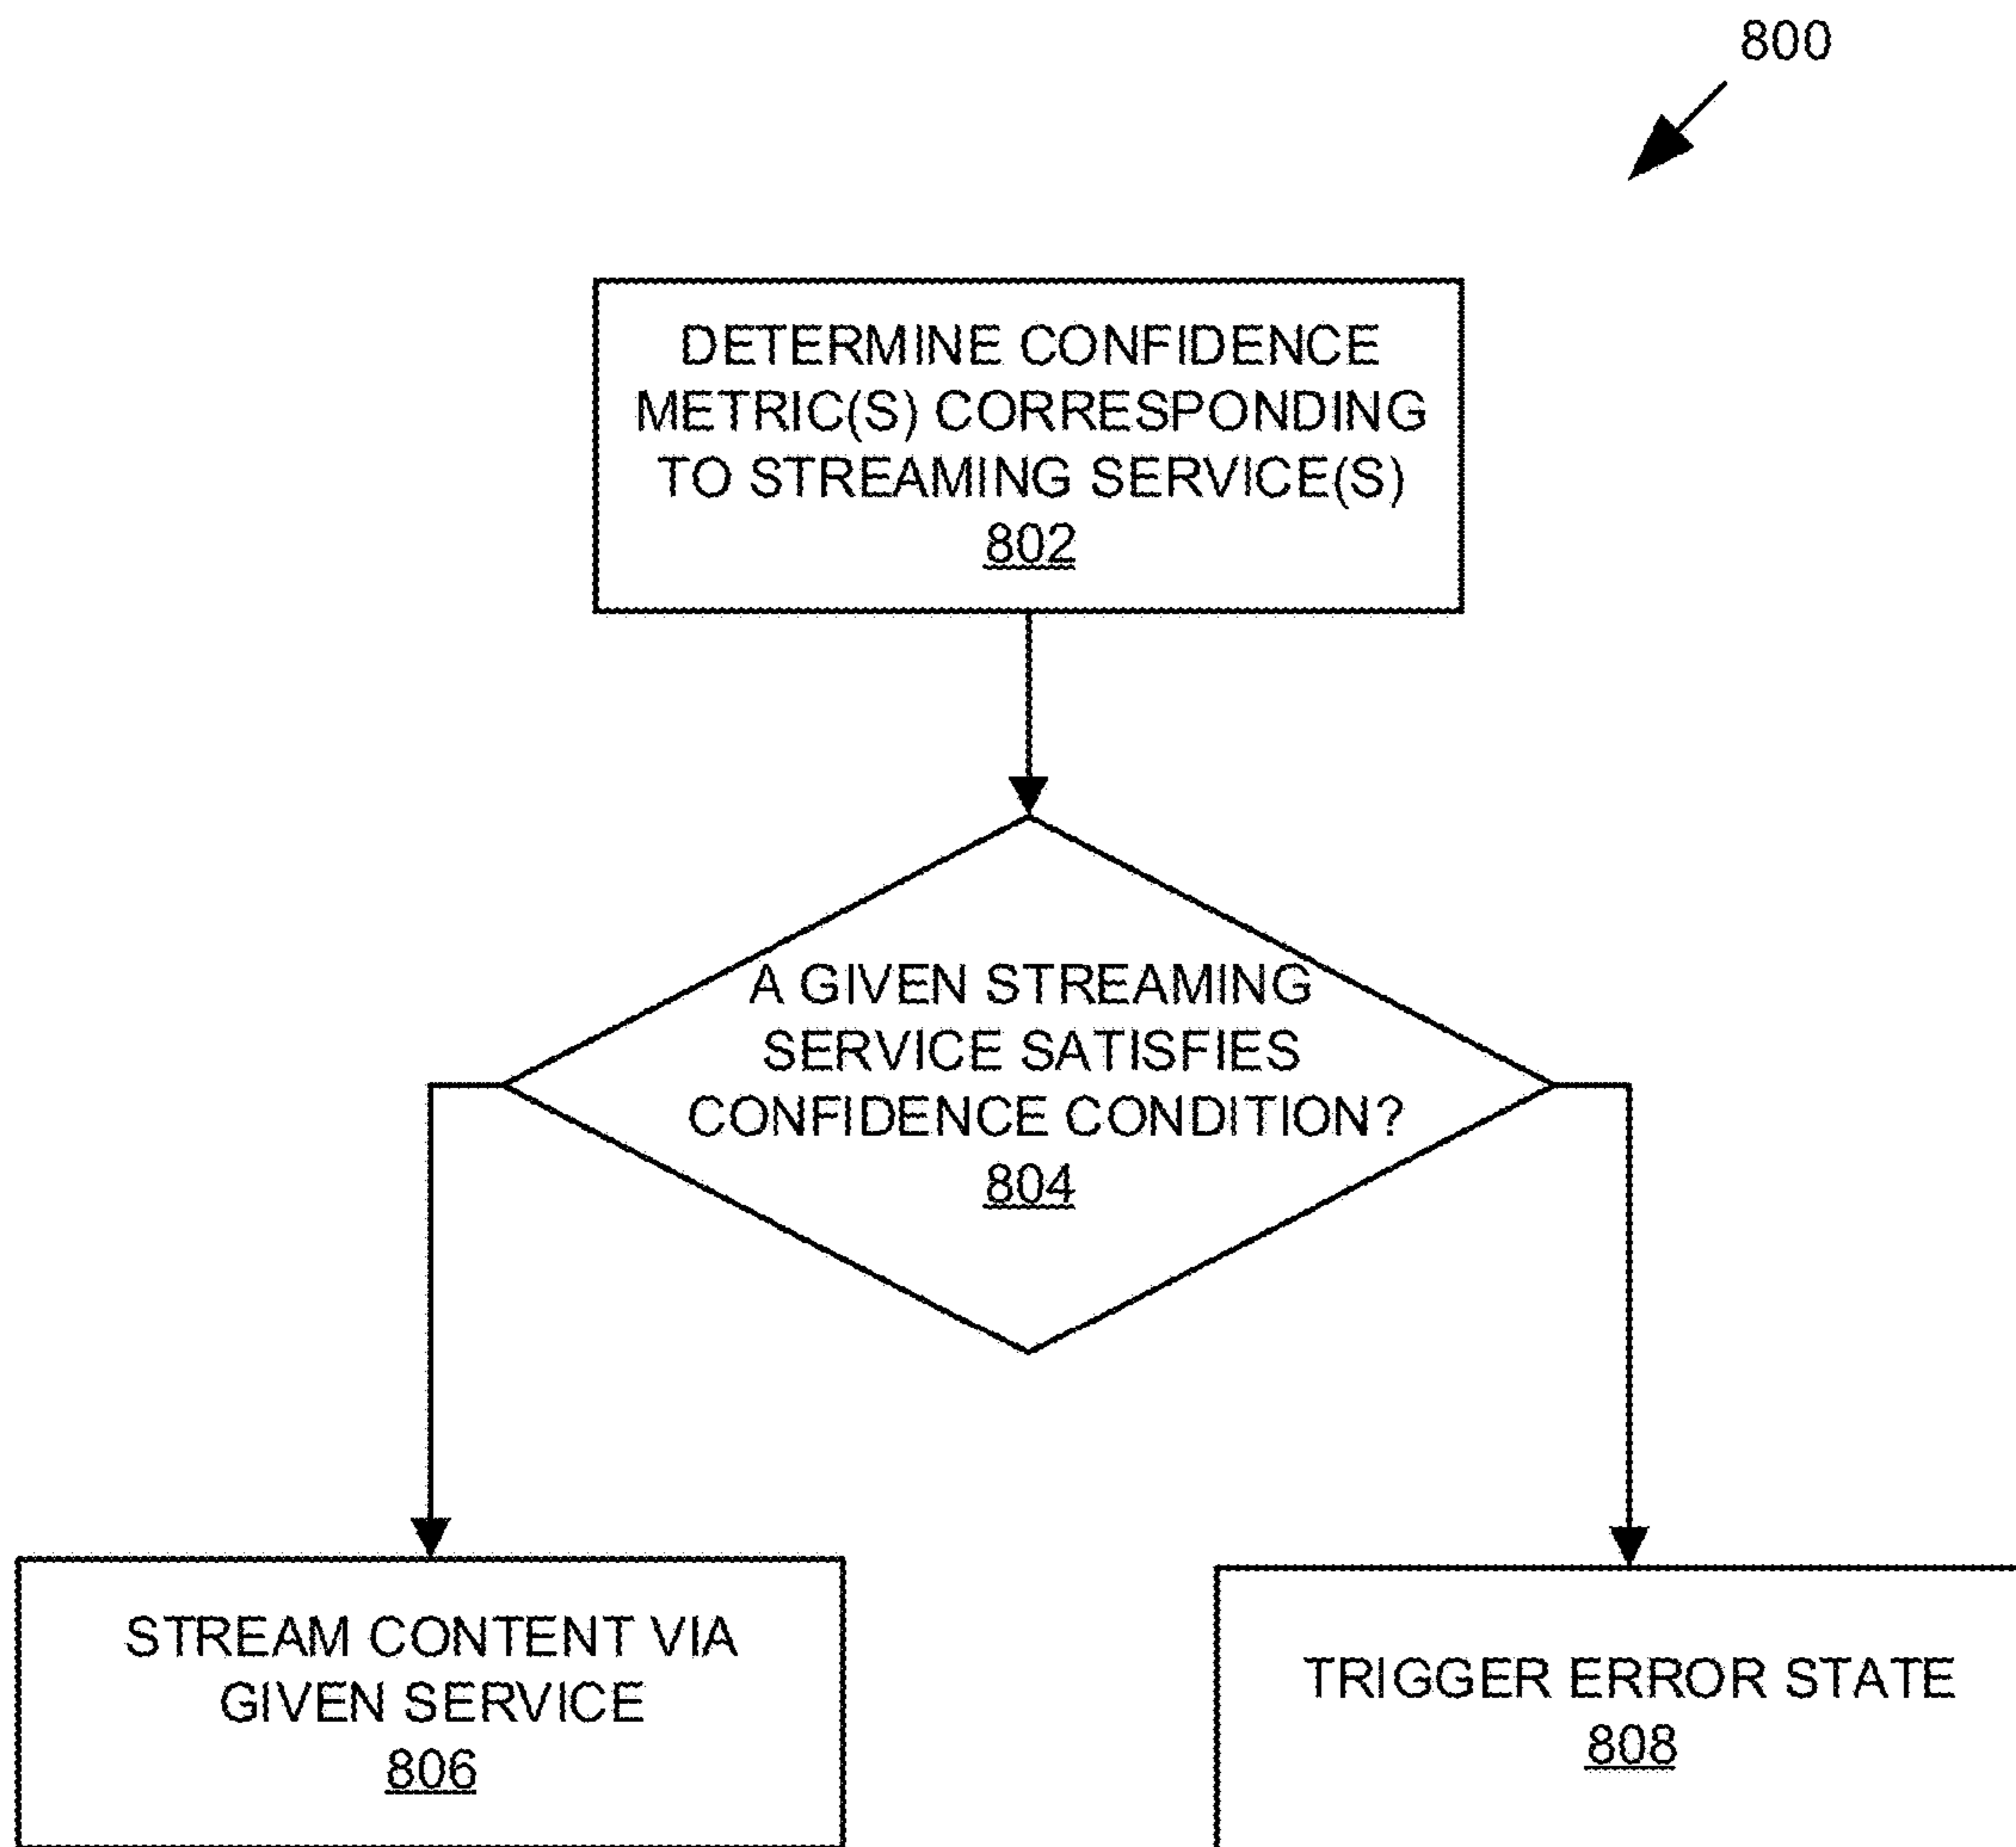 800
DETERMINE CONFIDENCE
METRIC(S) CORRESPONDING
TO STREAMING SERVICE(S)
802
A GIVEN STREAMING
SERVICE SATISFIES
CONFIDENCE CONDITION?
804
STREAM CONTENT VIA
GIVEN SERVICE
806
TRIGGER ERROR STATE
808